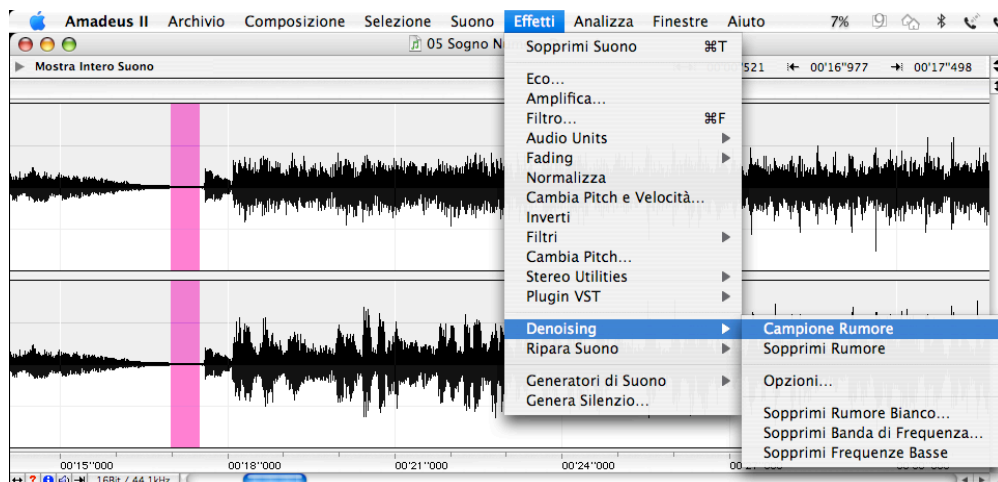 Amadeus II Archivio Composizione Selezione Suono Effetti Analizza Finestre Aiuto 7%
05 Sogno
Mostra Intero Suono 00'16"977 00'17"498
Sopprimi Suono ⌘T
Eco...
Amplifica...
Filtro... ⌘F
Audio Units
Fading
Normalizza
Cambia Pitch e Velocità...
Inverti
Filtri
Cambia Pitch...
Stereo Utilities
Plugin VST
Denoising
Ripara Suono
Generatori di Suono
Genera Silenzio...
Campione Rumore
Sopprimi Rumore
Opzioni...
Sopprimi Rumore Bianco...
Sopprimi Banda di Frequenza...
Sopprimi Frequenze Basse
00'15"000 00'18"000 00'21"000 00'24"000
16Bit / 44.1kHz